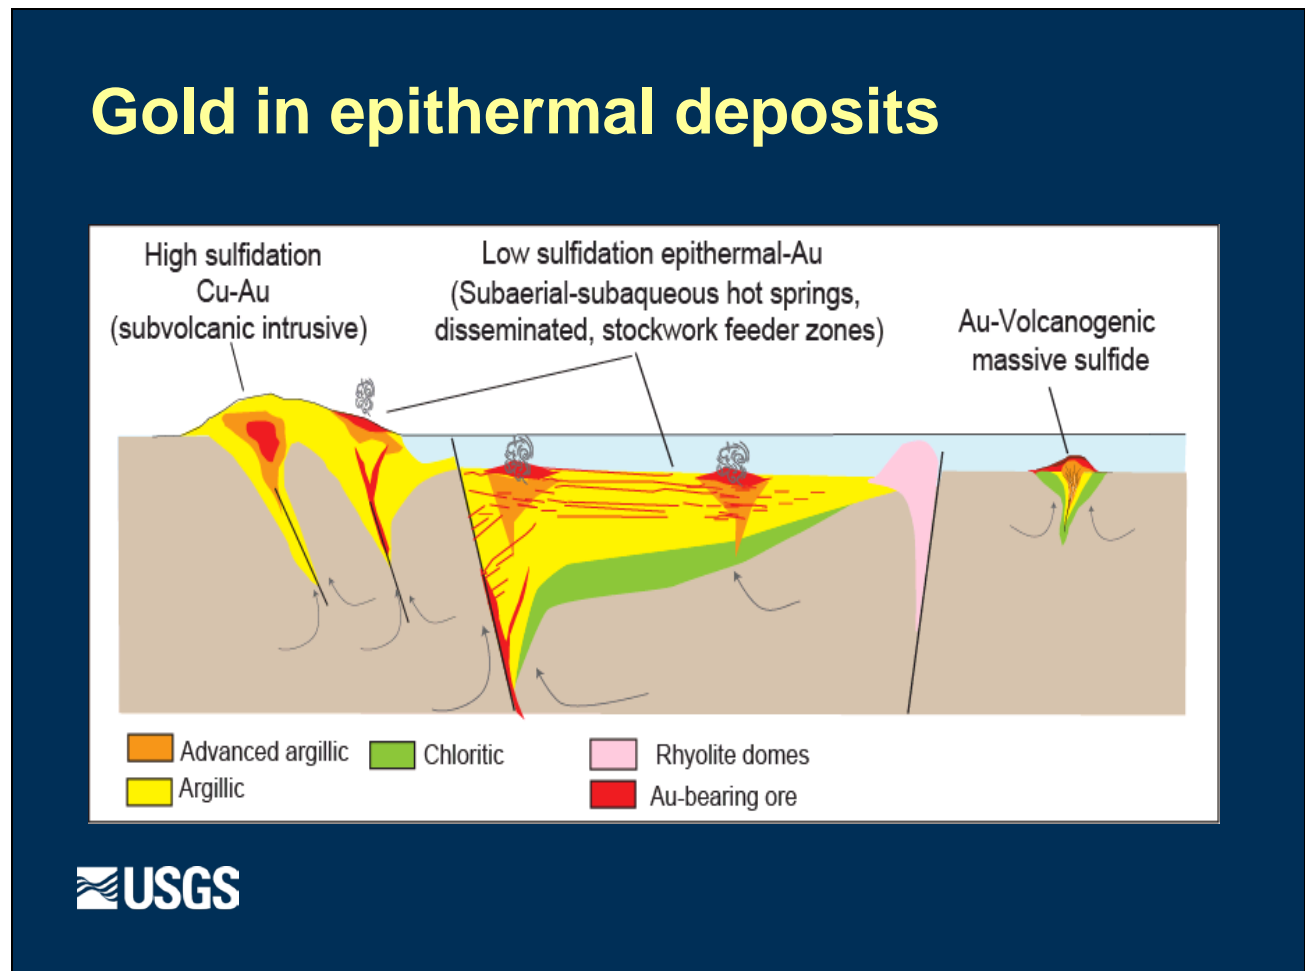 Gold in epithermal deposits
High sulfidation
Cu-Au
(subvolcanic intrusive)
Low sulfidation epithermal-Au
(Subaerial-subaqueous hot springs,
disseminated, stockwork feeder zones)
Au-Volcanogenic
massive sulfide
Advanced argillic
Argillic
Chloritic
Rhyolite domes
Au-bearing ore
USGS